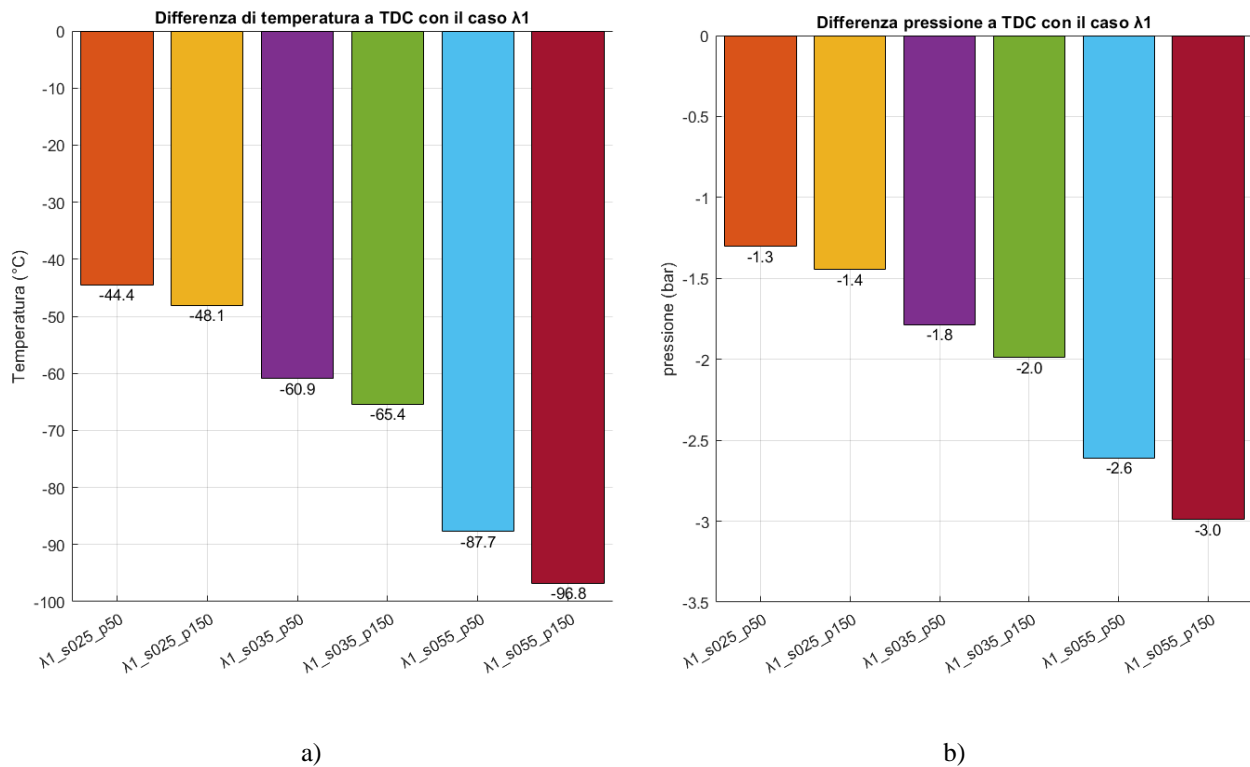 Differenza di temperatura a TDC con il caso λ1
0
-10
-20
-30
-40
-50
-60
-70
-80
-90
-100
Temperatura (°C)
-44.4
-48.1
-60.9
-65.4
-87.7
-96.8
λ1_s025_p50
λ1_s025_p150
λ1_s035_p50
λ1_s035_p150
λ1_s055_p50
λ1_s055_p150
a)
Differenza pressione a TDC con il caso λ1
0
-0.5
-1
-1.5
-2
-2.5
-3
-3.5
pressione (bar)
-1.3
-1.4
-1.8
-2.0
-2.6
-3.0
λ1_s025_p50
λ1_s025_p150
λ1_s035_p50
λ1_s035_p150
λ1_s055_p50
λ1_s055_p150
b)